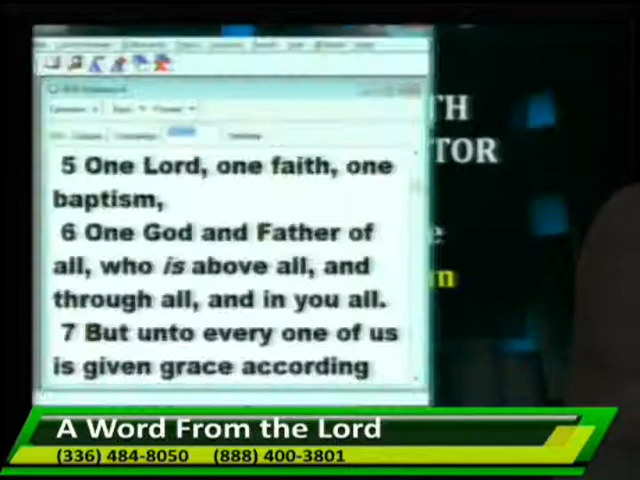 TH
TOR
e
m
5 One Lord, one faith, one
baptism,
6 One God and Father of
all, who is above all, and
through all, and in you all.
7 But unto every one of us
is given grace according
A Word From the Lord
(336) 484-8050 (888) 400-3801